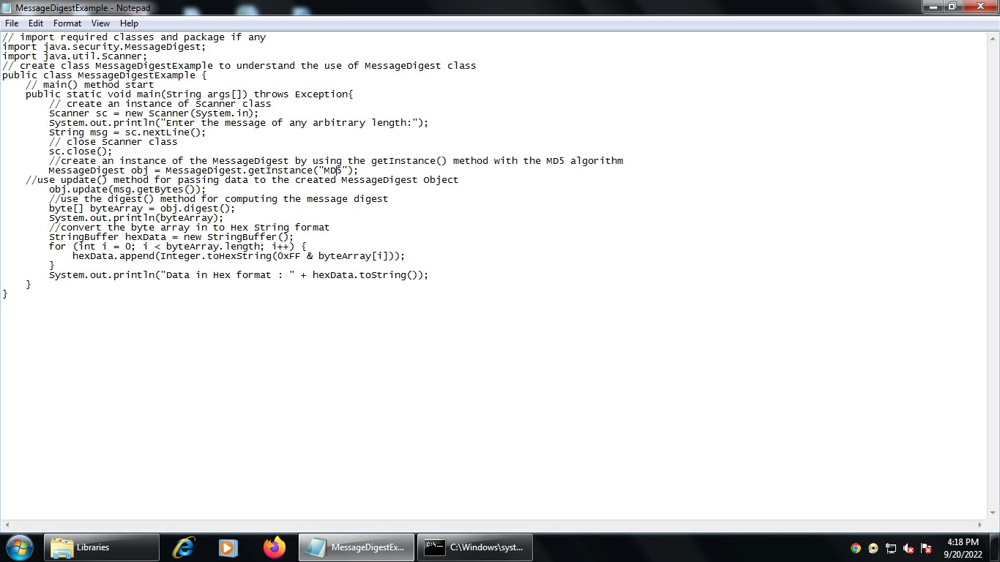 MessageDigestExample - Notepad
File Edit Format View Help
// import required classes and package if any
import java.security.MessageDigest;
import java.util.Scanner;
// create class MessageDigestExample to understand the use of MessageDigest class
public class MessageDigestExample {
    // main() method start
    public static void main(String args[]) throws Exception{
        // create an instance of Scanner class
        Scanner sc = new Scanner(System.in);
        System.out.println("Enter the message of any arbitrary length:");
        String msg = sc.nextLine();
        // close Scanner class
        sc.close();
        //create an instance of the MessageDigest by using the getInstance() method with the MD5 algorithm
        MessageDigest obj = MessageDigest.getInstance("MD5");
    //use update() method for passing data to the created MessageDigest Object
        obj.update(msg.getBytes());
        //use the digest() method for computing the message digest
        byte[] byteArray = obj.digest();
        System.out.println(byteArray);
        //convert the byte array in to Hex String format
        StringBuffer hexData = new StringBuffer();
        for (int i = 0; i < byteArray.length; i++) {
            hexData.append(Integer.toHexString(0xFF & byteArray[i]));
        }
        System.out.println("Data in Hex format : " + hexData.toString());
    }
}
Libraries
MessageDigestEx...
C:\Windows\syst...
4:18 PM
9/20/2022